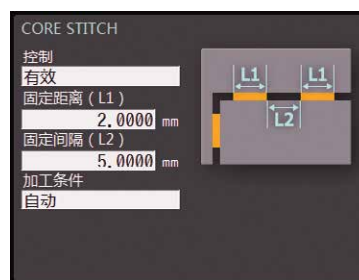 CORE STITCH
控制
有效
固定距离 ( L1 )
2.0000 mm
固定间隔 ( L2 )
5.0000 mm
加工条件
自动
L1 L1
L2